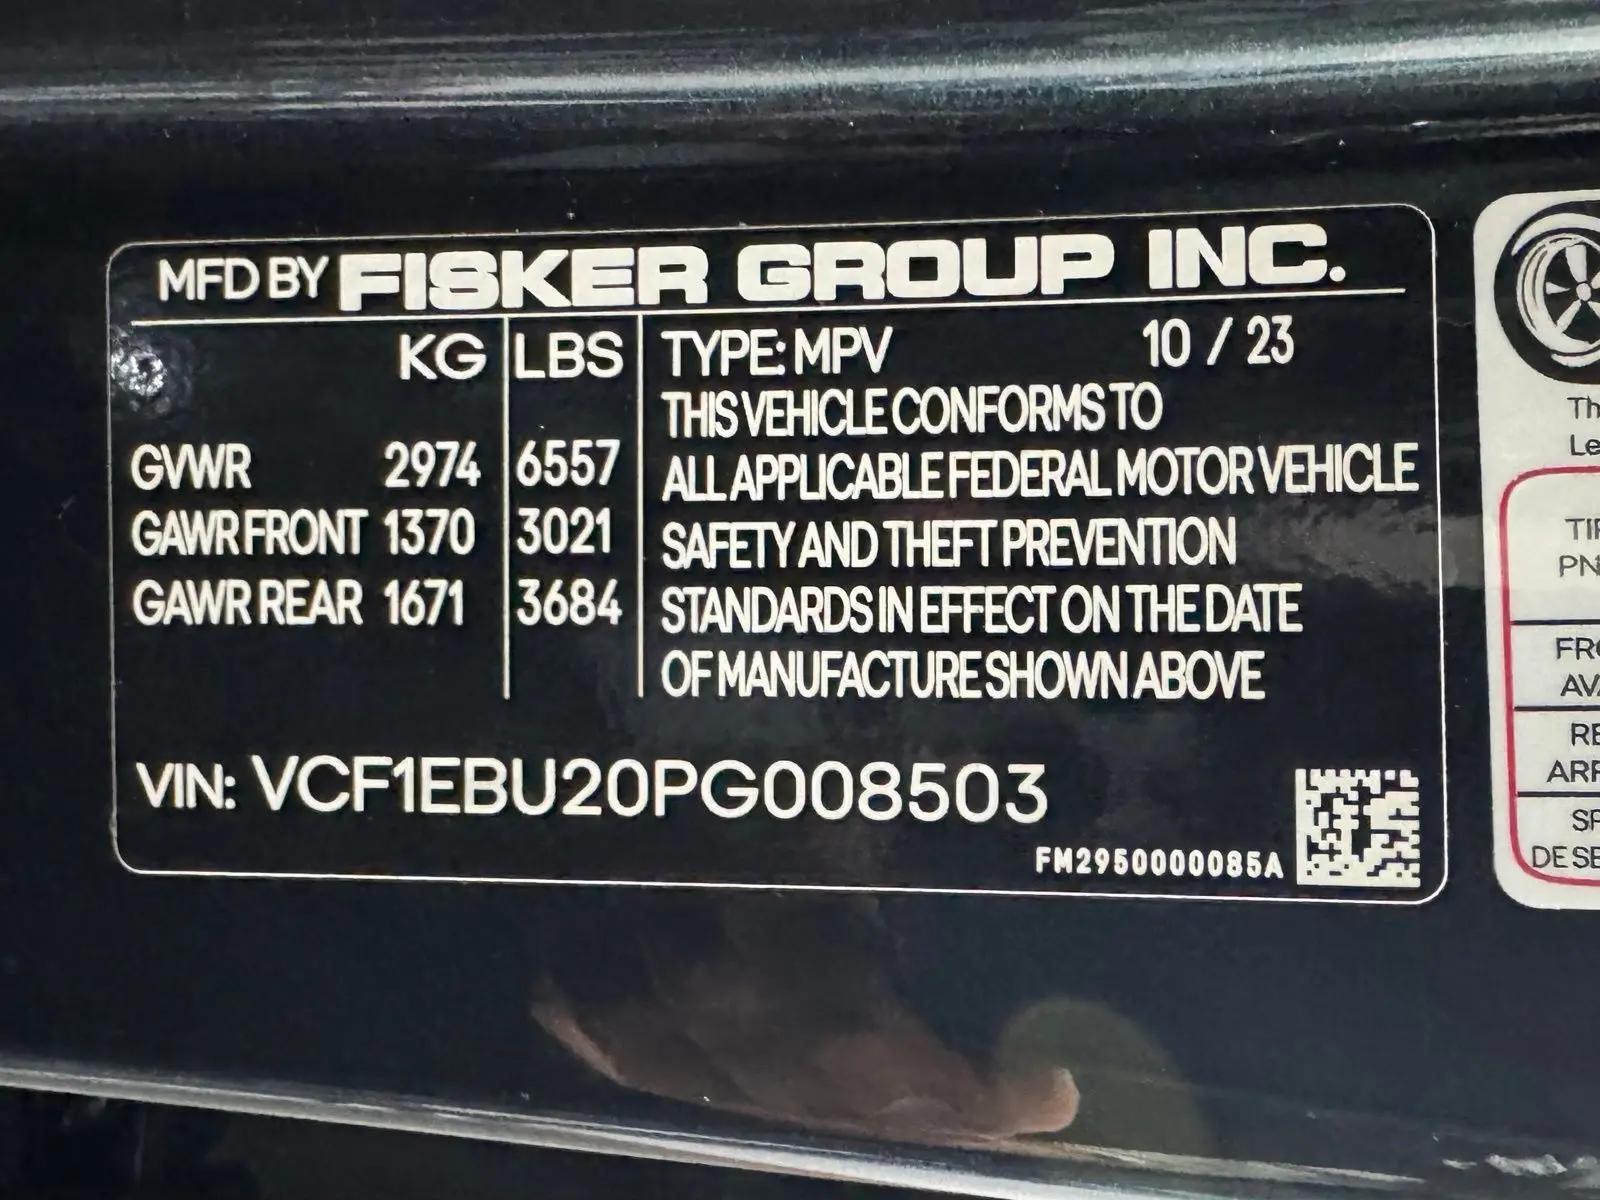 MFD BY FISKER GROUP INC.
KG LBS TYPE: MPV 10 / 23
THIS VEHICLE CONFORMS TO
GVWR 2974 6557 ALL APPLICABLE FEDERAL MOTOR VEHICLE
GAWR FRONT 1370 3021 SAFETY AND THEFT PREVENTION
GAWR REAR 1671 3684 STANDARDS IN EFFECT ON THE DATE
OF MANUFACTURE SHOWN ABOVE
VIN: VCF1EBU20PG008503
FM2950000085A